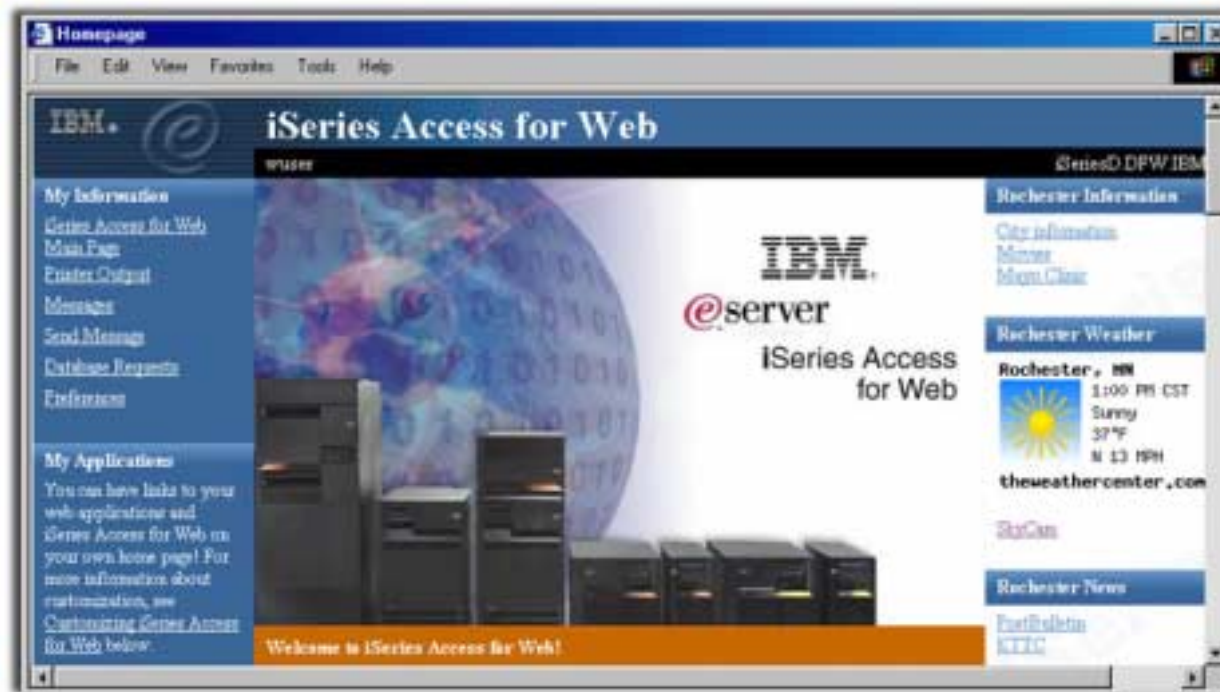 Homepage
File Edit View Favorites Tools Help
IBM.
iSeries Access for Web
wuser
iSeriesD.DFW.IBM
My Information
iSeries Access for Web
Main Page
Printer Output
Messages
Send Message
Database Requests
Preferences
My Applications
You can have links to your
web applications and
iSeries Access for Web on
your own home page! For
more information about
customization, see
Customizing iSeries Access
for Web below.
IBM.
eserver
iSeries Access
for Web
Welcome to iSeries Access for Web!
Rochester Information
City information
Movies
Mayo Clinic
Rochester Weather
Rochester, MN
1:00 PM CST
Sunny
37°F
N 13 MPH
theweathercenter.com
SkyCam
Rochester News
PostBulletin
KTTC